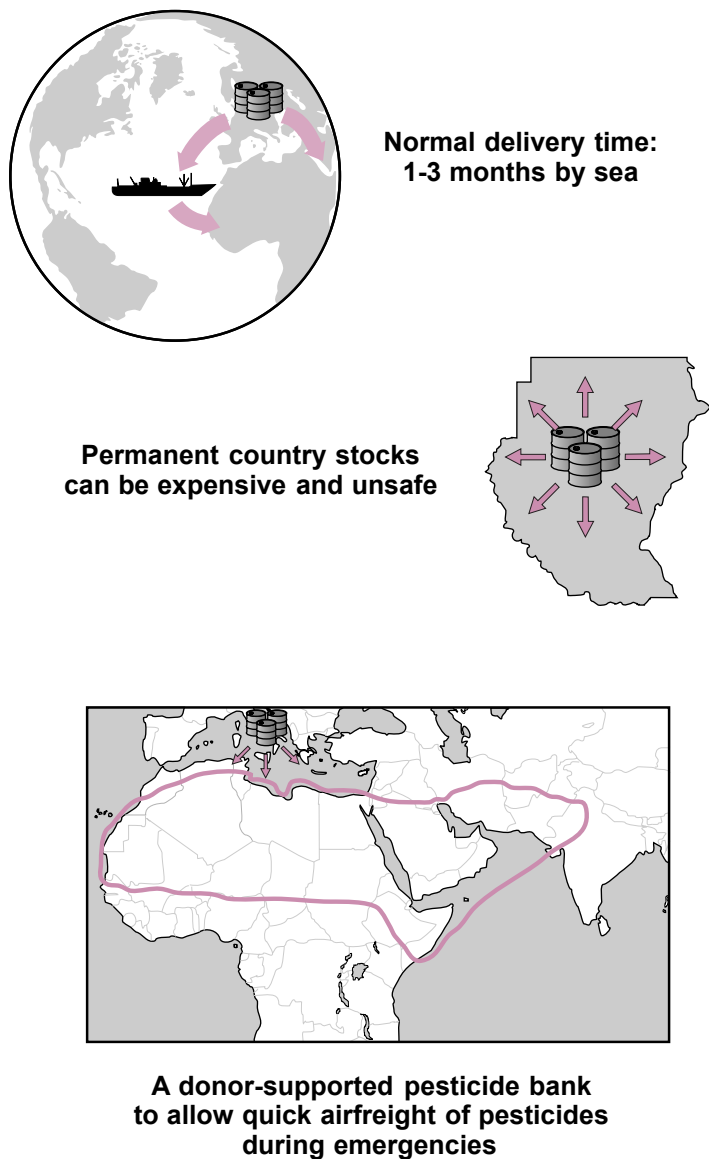 Normal delivery time:
1-3 months by sea
Permanent country stocks
can be expensive and unsafe
A donor-supported pesticide bank
to allow quick airfreight of pesticides
during emergencies